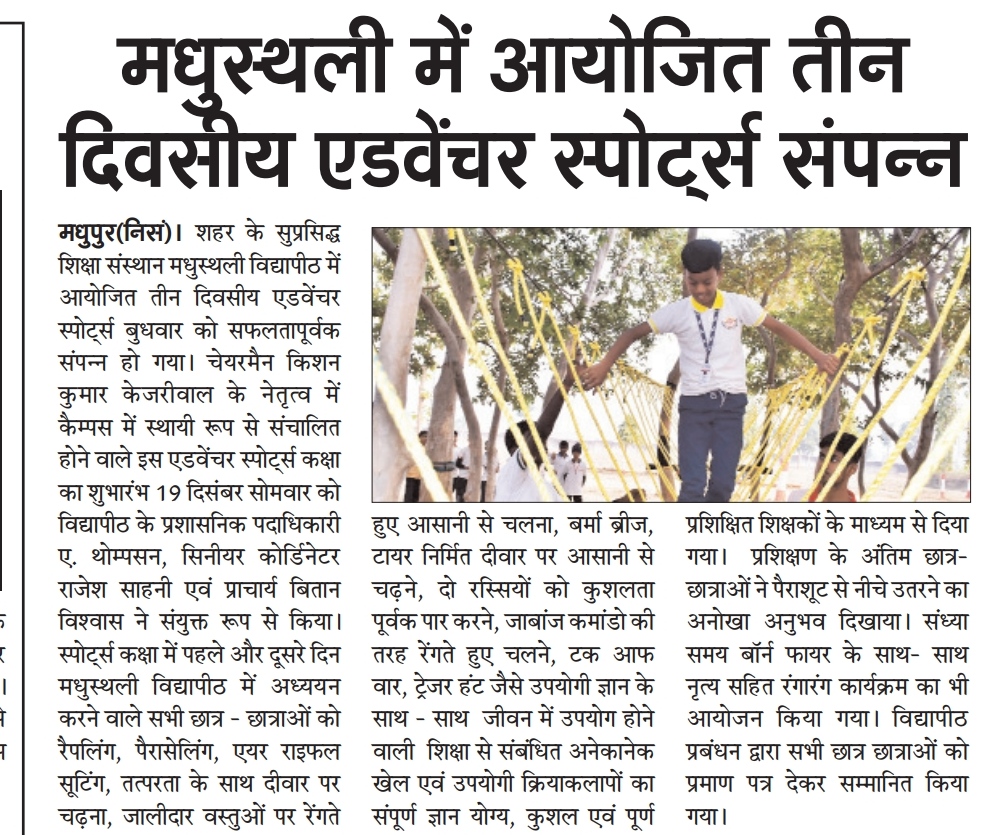 मधुस्थली में आयोजित तीन
दिवसीय एडवेंचर स्पोर्ट्स संपन्न
मधुपुर(निसं)। शहर के सुप्रसिद्ध
शिक्षा संस्थान मधुस्थली विद्यापीठ में
आयोजित तीन दिवसीय एडवेंचर
स्पोर्ट्स बुधवार को सफलतापूर्वक
संपन्न हो गया। चेयरमैन किशन
कुमार केजरीवाल के नेतृत्व में
कैम्पस में स्थायी रूप से संचालित
होने वाले इस एडवेंचर स्पोर्ट्स कक्षा
का शुभारंभ 19 दिसंबर सोमवार को
विद्यापीठ के प्रशासनिक पदाधिकारी
ए. थोम्पसन, सिनीयर कोर्डिनेटर
राजेश साहनी एवं प्राचार्य बितान
विश्वास ने संयुक्त रूप से किया।
स्पोर्ट्स कक्षा में पहले और दूसरे दिन
मधुस्थली विद्यापीठ में अध्ययन
करने वाले सभी छात्र - छात्राओं को
रैपलिंग, पैरासेलिंग, एयर राइफल
सूटिंग, तत्परता के साथ दीवार पर
चढ़ना, जालीदार वस्तुओं पर रेंगते
हुए आसानी से चलना, बर्मा ब्रीज,
टायर निर्मित दीवार पर आसानी से
चढ़ने, दो रस्सियों को कुशलता
पूर्वक पार करने, जाबांज कमांडो की
तरह रेंगते हुए चलने, टक आफ
वार, ट्रेजर हंट जैसे उपयोगी ज्ञान के
साथ - साथ जीवन में उपयोग होने
वाली शिक्षा से संबंधित अनेकानेक
खेल एवं उपयोगी क्रियाकलापों का
संपूर्ण ज्ञान योग्य, कुशल एवं पूर्ण
प्रशिक्षित शिक्षकों के माध्यम से दिया
गया। प्रशिक्षण के अंतिम छात्र-
छात्राओं ने पैराशूट से नीचे उतरने का
अनोखा अनुभव दिखाया। संध्या
समय बॉर्न फायर के साथ- साथ
नृत्य सहित रंगारंग कार्यक्रम का भी
आयोजन किया गया। विद्यापीठ
प्रबंधन द्वारा सभी छात्र छात्राओं को
प्रमाण पत्र देकर सम्मानित किया
गया।